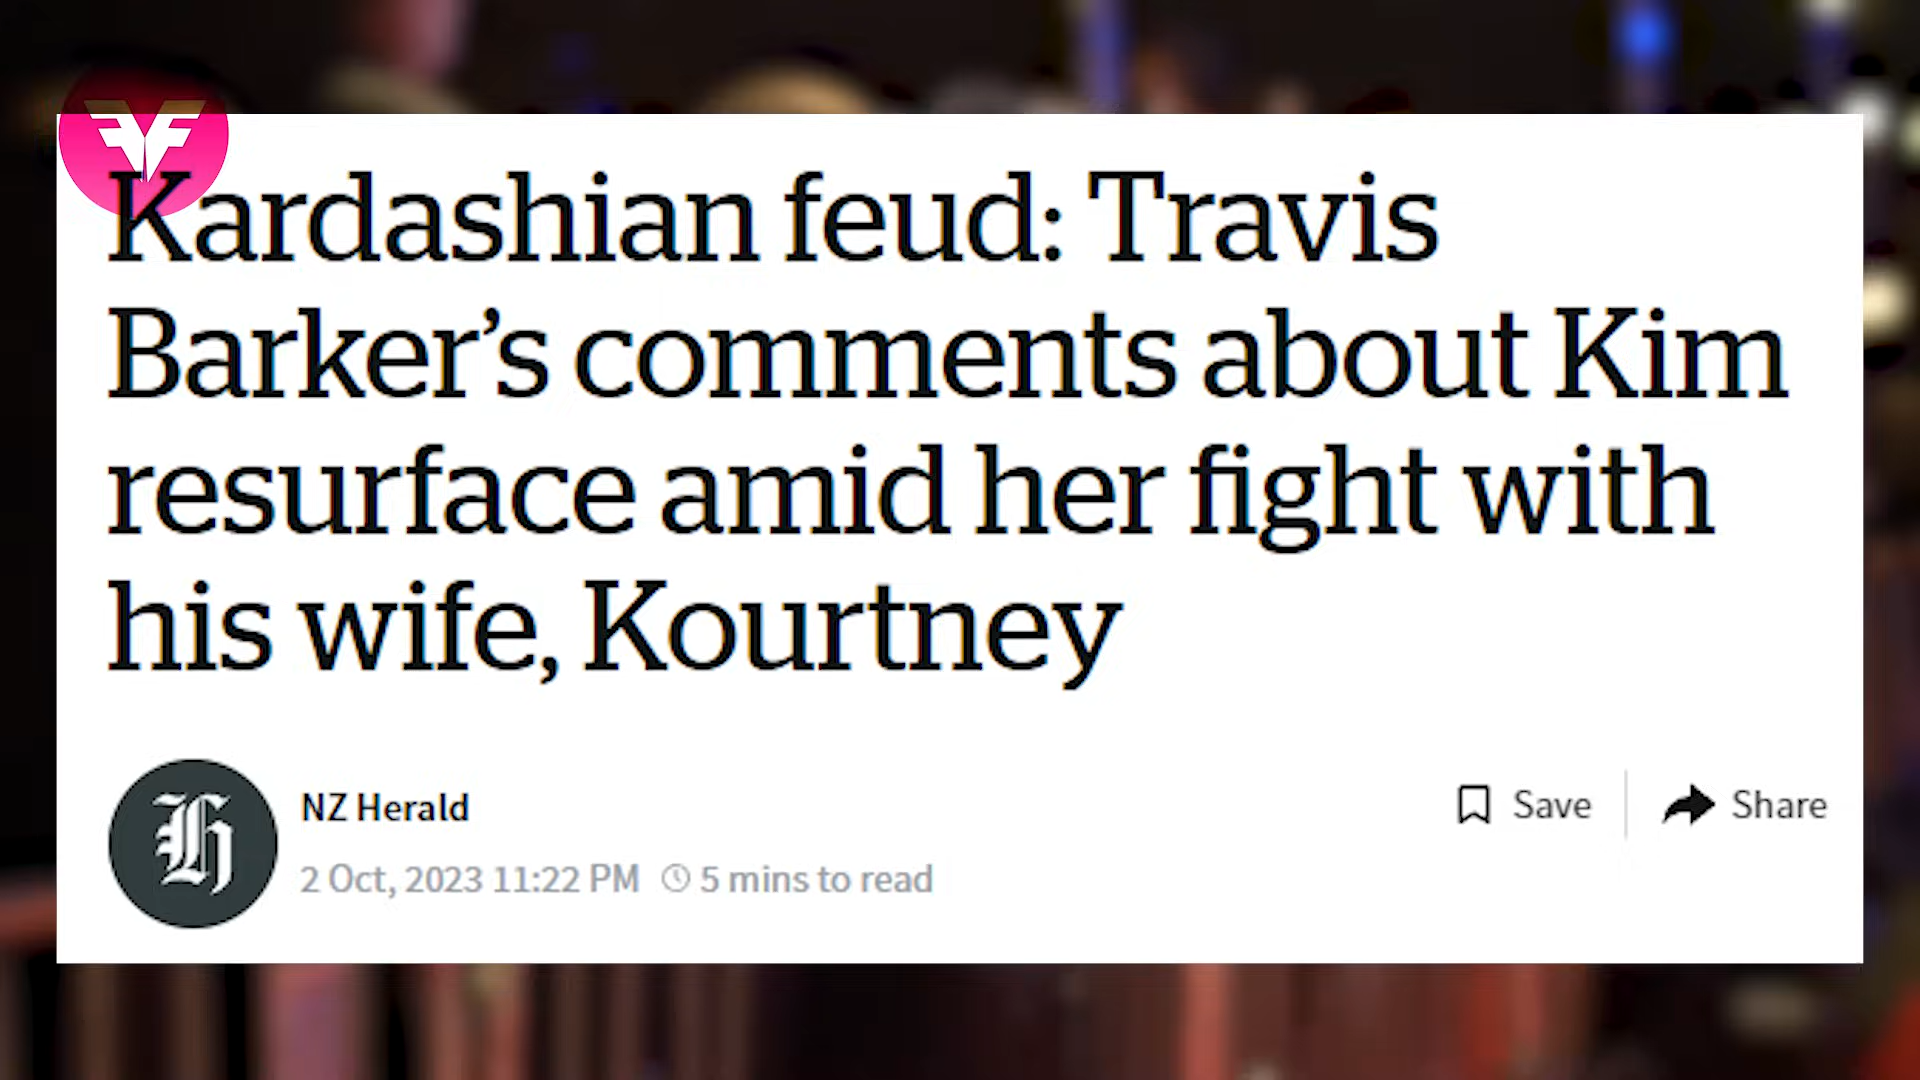 Kardashian feud: Travis
Barker’s comments about Kim
resurface amid her fight with
his wife, Kourtney
NZ Herald
2 Oct, 2023 11:22 PM 5 mins to read
Save
Share